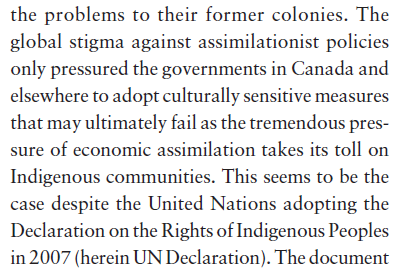 the problems to their former colonies. The
global stigma against assimilationist policies
only pressured the governments in Canada and
elsewhere to adopt culturally sensitive measures
that may ultimately fail as the tremendous pres-
sure of economic assimilation takes its toll on
Indigenous communities. This seems to be the
case despite the United Nations adopting the
Declaration on the Rights of Indigenous Peoples
in 2007 (herein UN Declaration). The document